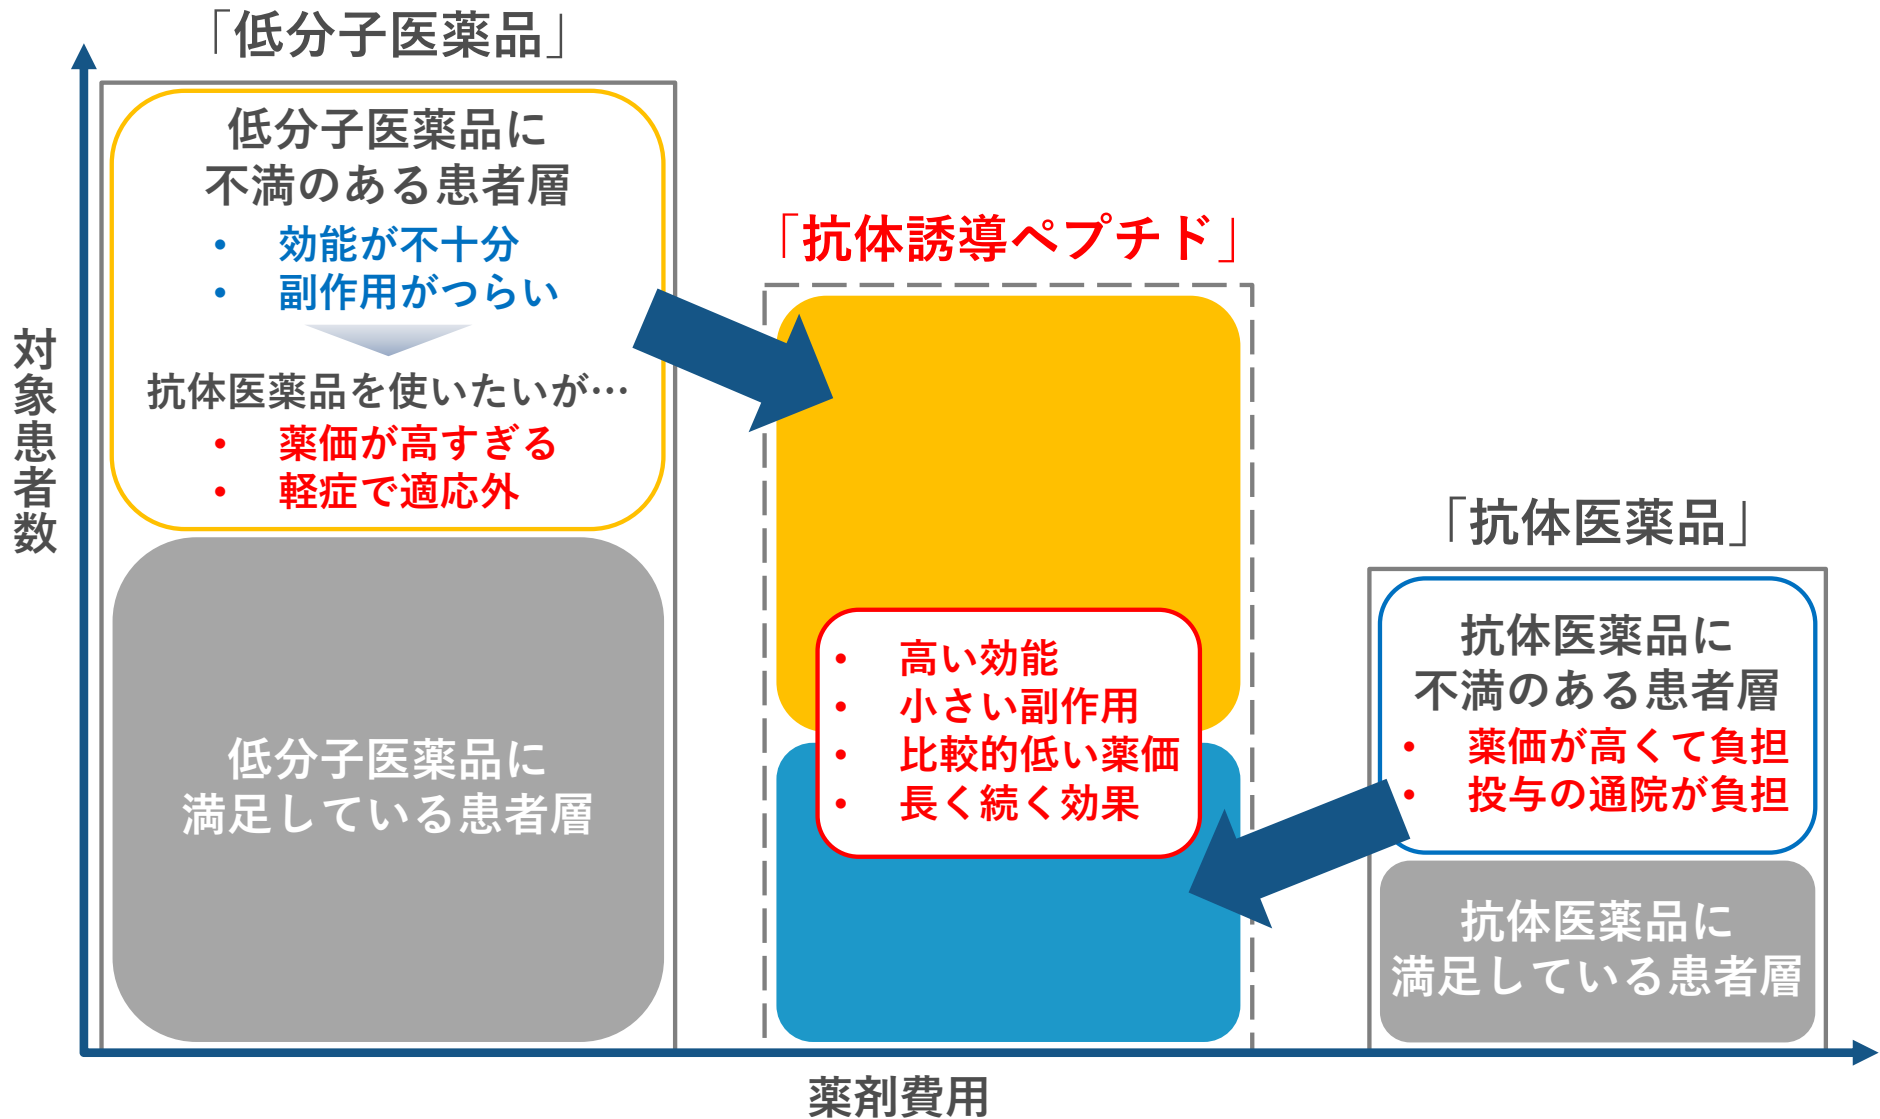 「低分子医薬品」
低分子医薬品に
不満のある患者層
• 効能が不十分
• 副作用がつらい
抗体医薬品を使いたいが…
• 薬価が高すぎる
• 軽症で適応外
低分子医薬品に
満足している患者層
「抗体誘導ペプチド」
• 高い効能
• 小さい副作用
• 比較的低い薬価
• 長く続く効果
「抗体医薬品」
抗体医薬品に
不満のある患者層
• 薬価が高くて負担
• 投与の通院が負担
抗体医薬品に
満足している患者層
対象患者数
薬剤費用